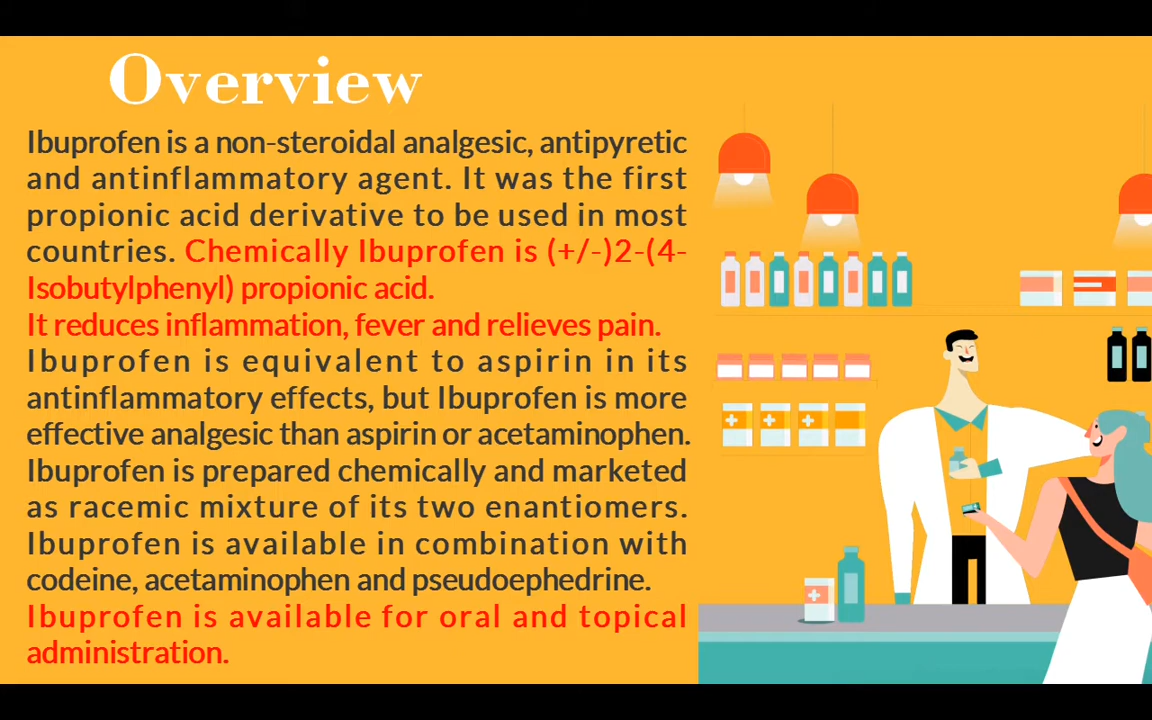 Overview
Ibuprofen is a non-steroidal analgesic, antipyretic
and antinflammatory agent. It was the first
propionic acid derivative to be used in most
countries. Chemically Ibuprofen is (+/-)2-(4-
Isobutylphenyl) propionic acid.
It reduces inflammation, fever and relieves pain.
Ibuprofen is equivalent to aspirin in its
antinflammatory effects, but Ibuprofen is more
effective analgesic than aspirin or acetaminophen.
Ibuprofen is prepared chemically and marketed
as racemic mixture of its two enantiomers.
Ibuprofen is available in combination with
codeine, acetaminophen and pseudoephedrine.
Ibuprofen is available for oral and topical
administration.